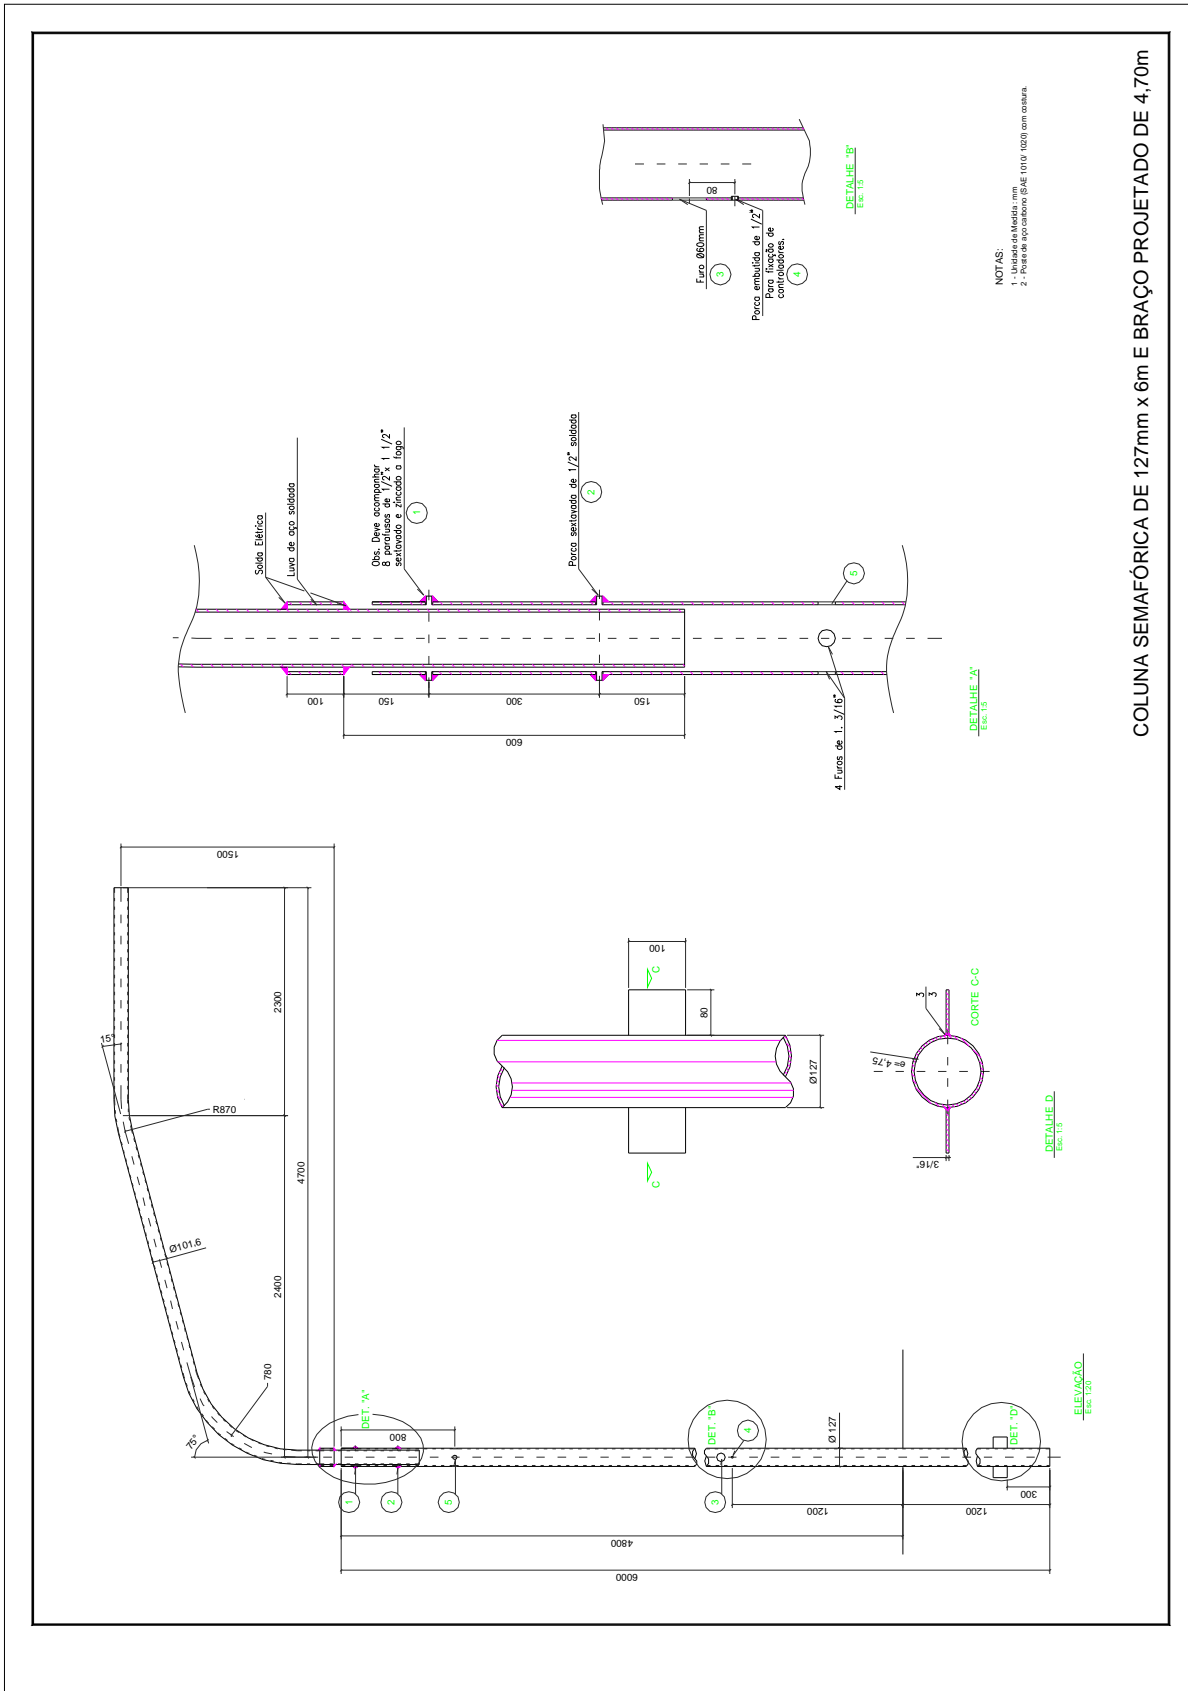 COLUNA SEMAFÓRICA DE 127mm x 6m E BRAÇO PROJETADO DE 4,70m
1500
2300
4700
2400
15°
R870
Ø101.6
780
75°
DET. "A"
800
1
2
5
DET. "B"
3
4
Ø 127
DET. "D"
300
1200
1200
4800
6000
ELEVAÇÃO
Esc. 1:20
Solda Elétrica
Luva de aço soldada
Obs. Deve acompanhar
8 parafusos de 1/2"x 1 1/2"
sextavado e zincado a fogo
1
Porca sextavada de 1/2" soldada
2
5
100
150
300
150
600
4 Furos de 1. 3/16"
DETALHE "A"
Esc. 1:5
80
Furo Ø60mm
3
Porca embutida de 1/2"
Para fixação de
controladores.
4
DETALHE "B"
Esc. 1:5
100
C
C
80
Ø127
3
3
e=4,75
3/16"
CORTE C-C
DETALHE D
Esc. 1:5
NOTAS:
1 - Unidade de Medida : mm
2 - Poste de aço carbono (SAE 1010/ 1020) com costura.